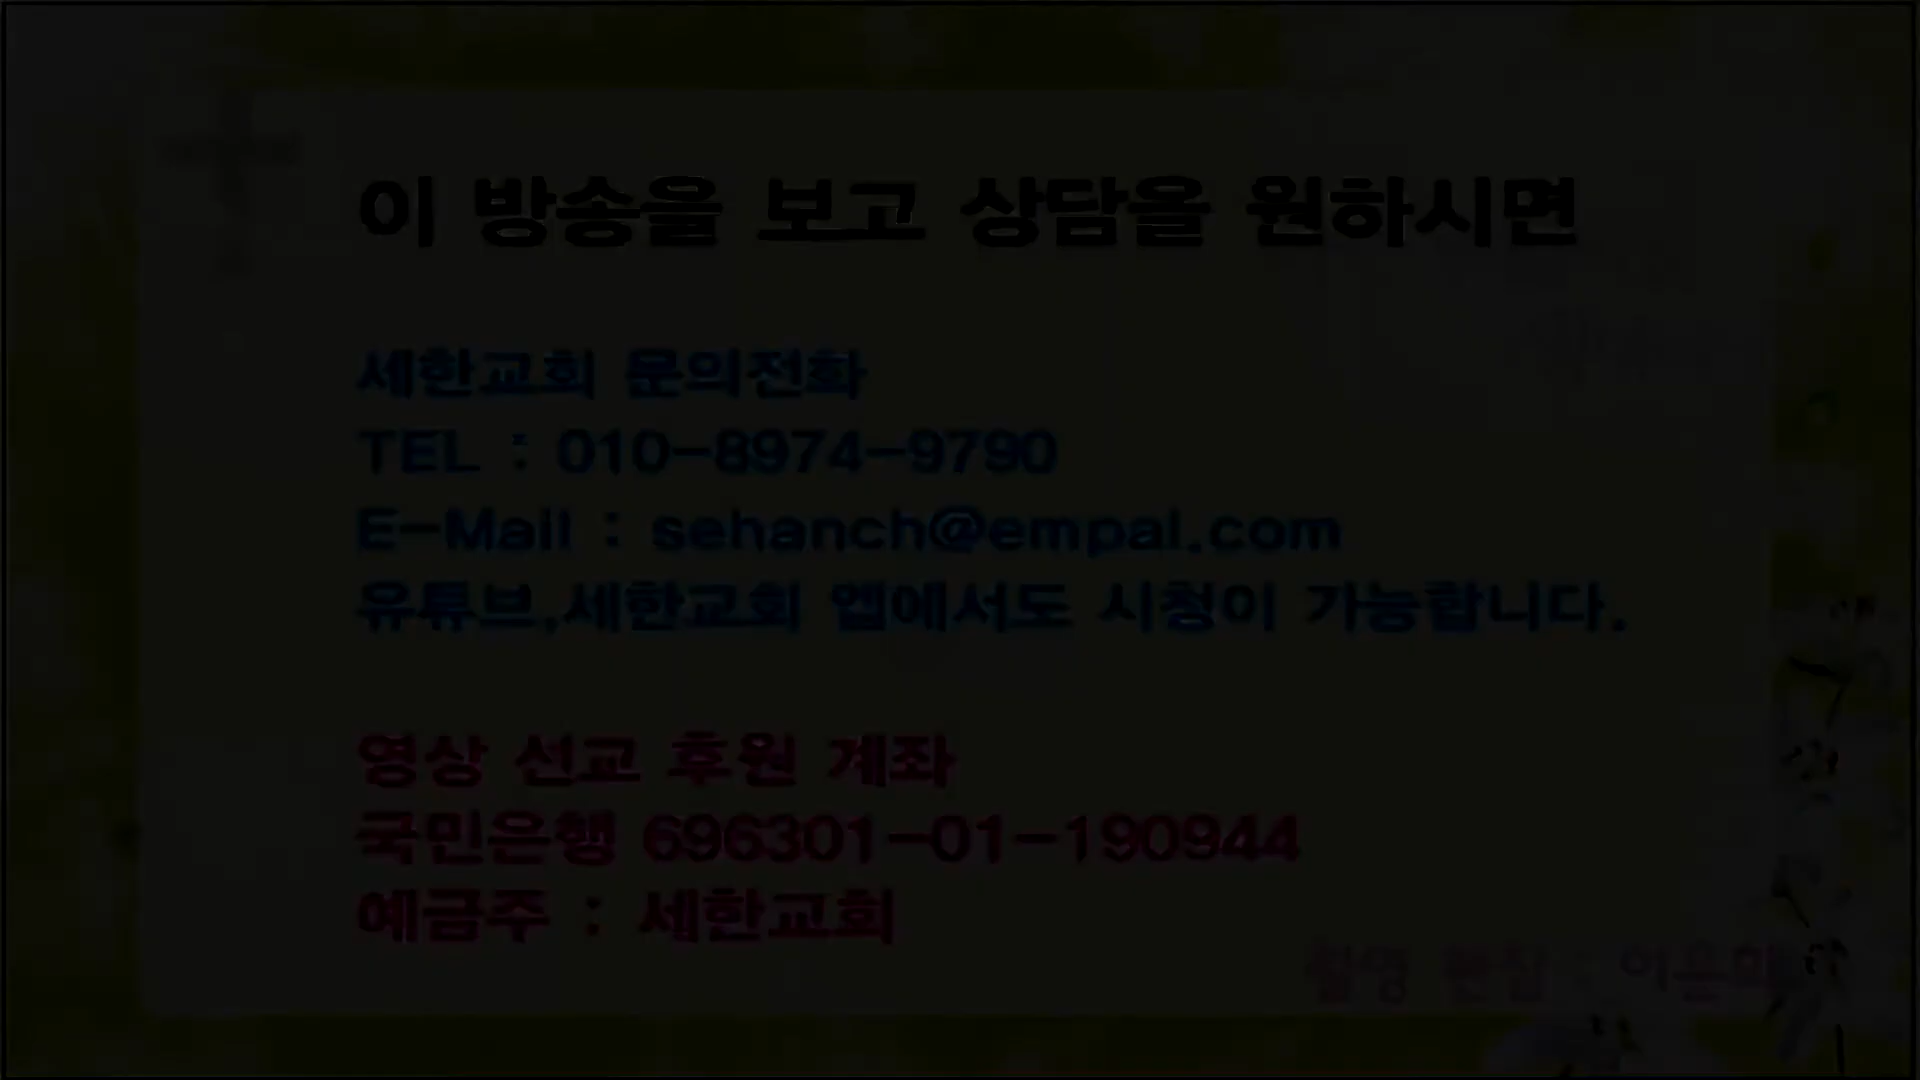 이 방송을 보고 상담을 원하시면
세한교회 문의전화
TEL : 010-8974-9790
E-Mail : sehanch@empal.com
유튜브,세한교회 앱에서도 시청이 가능합니다.
영상 선교 후원 계좌
국민은행 696301-01-190944
예금주 : 세한교회